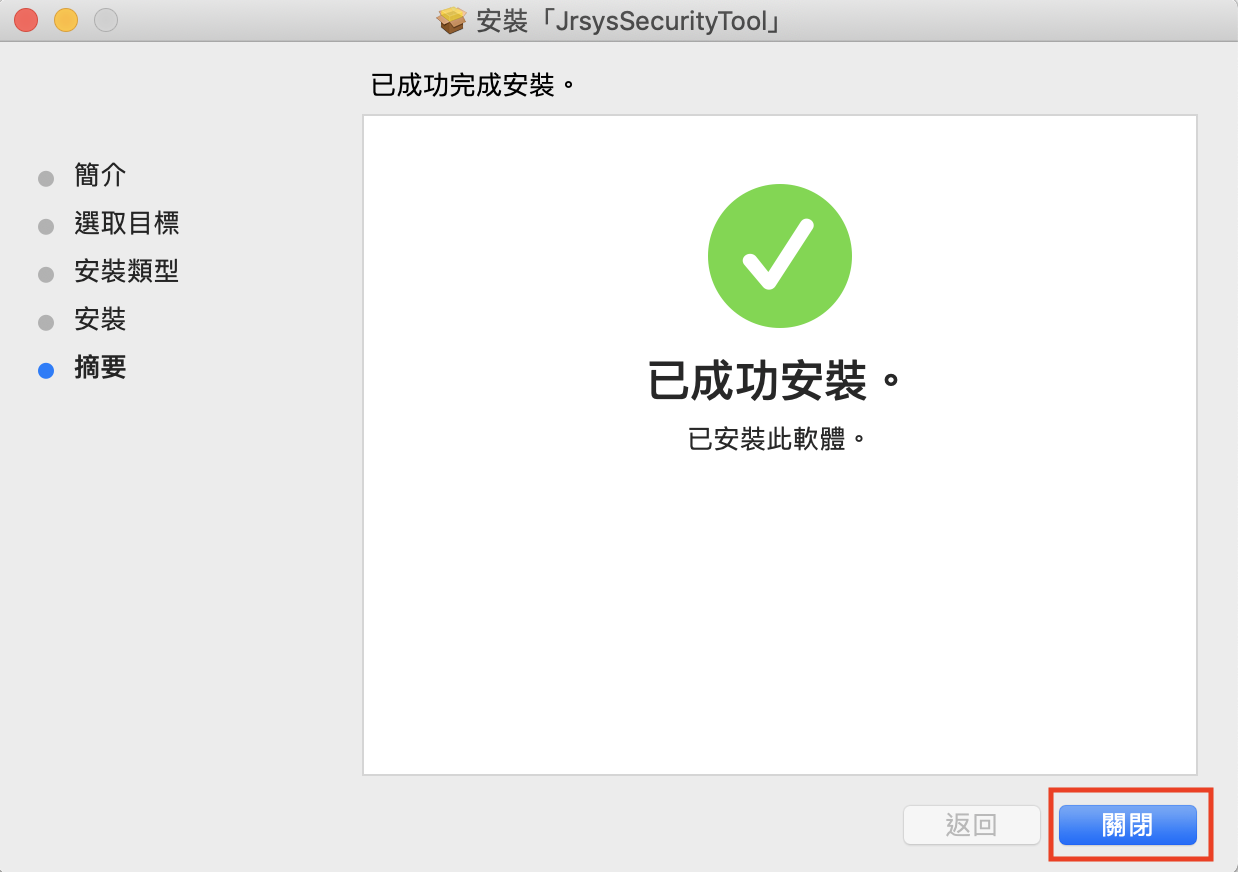 安裝「JrsysSecurityTool」
已成功完成安裝。
簡介
選取目標
安裝類型
安裝
摘要
已成功安裝。
已安裝此軟體。
返回
關閉